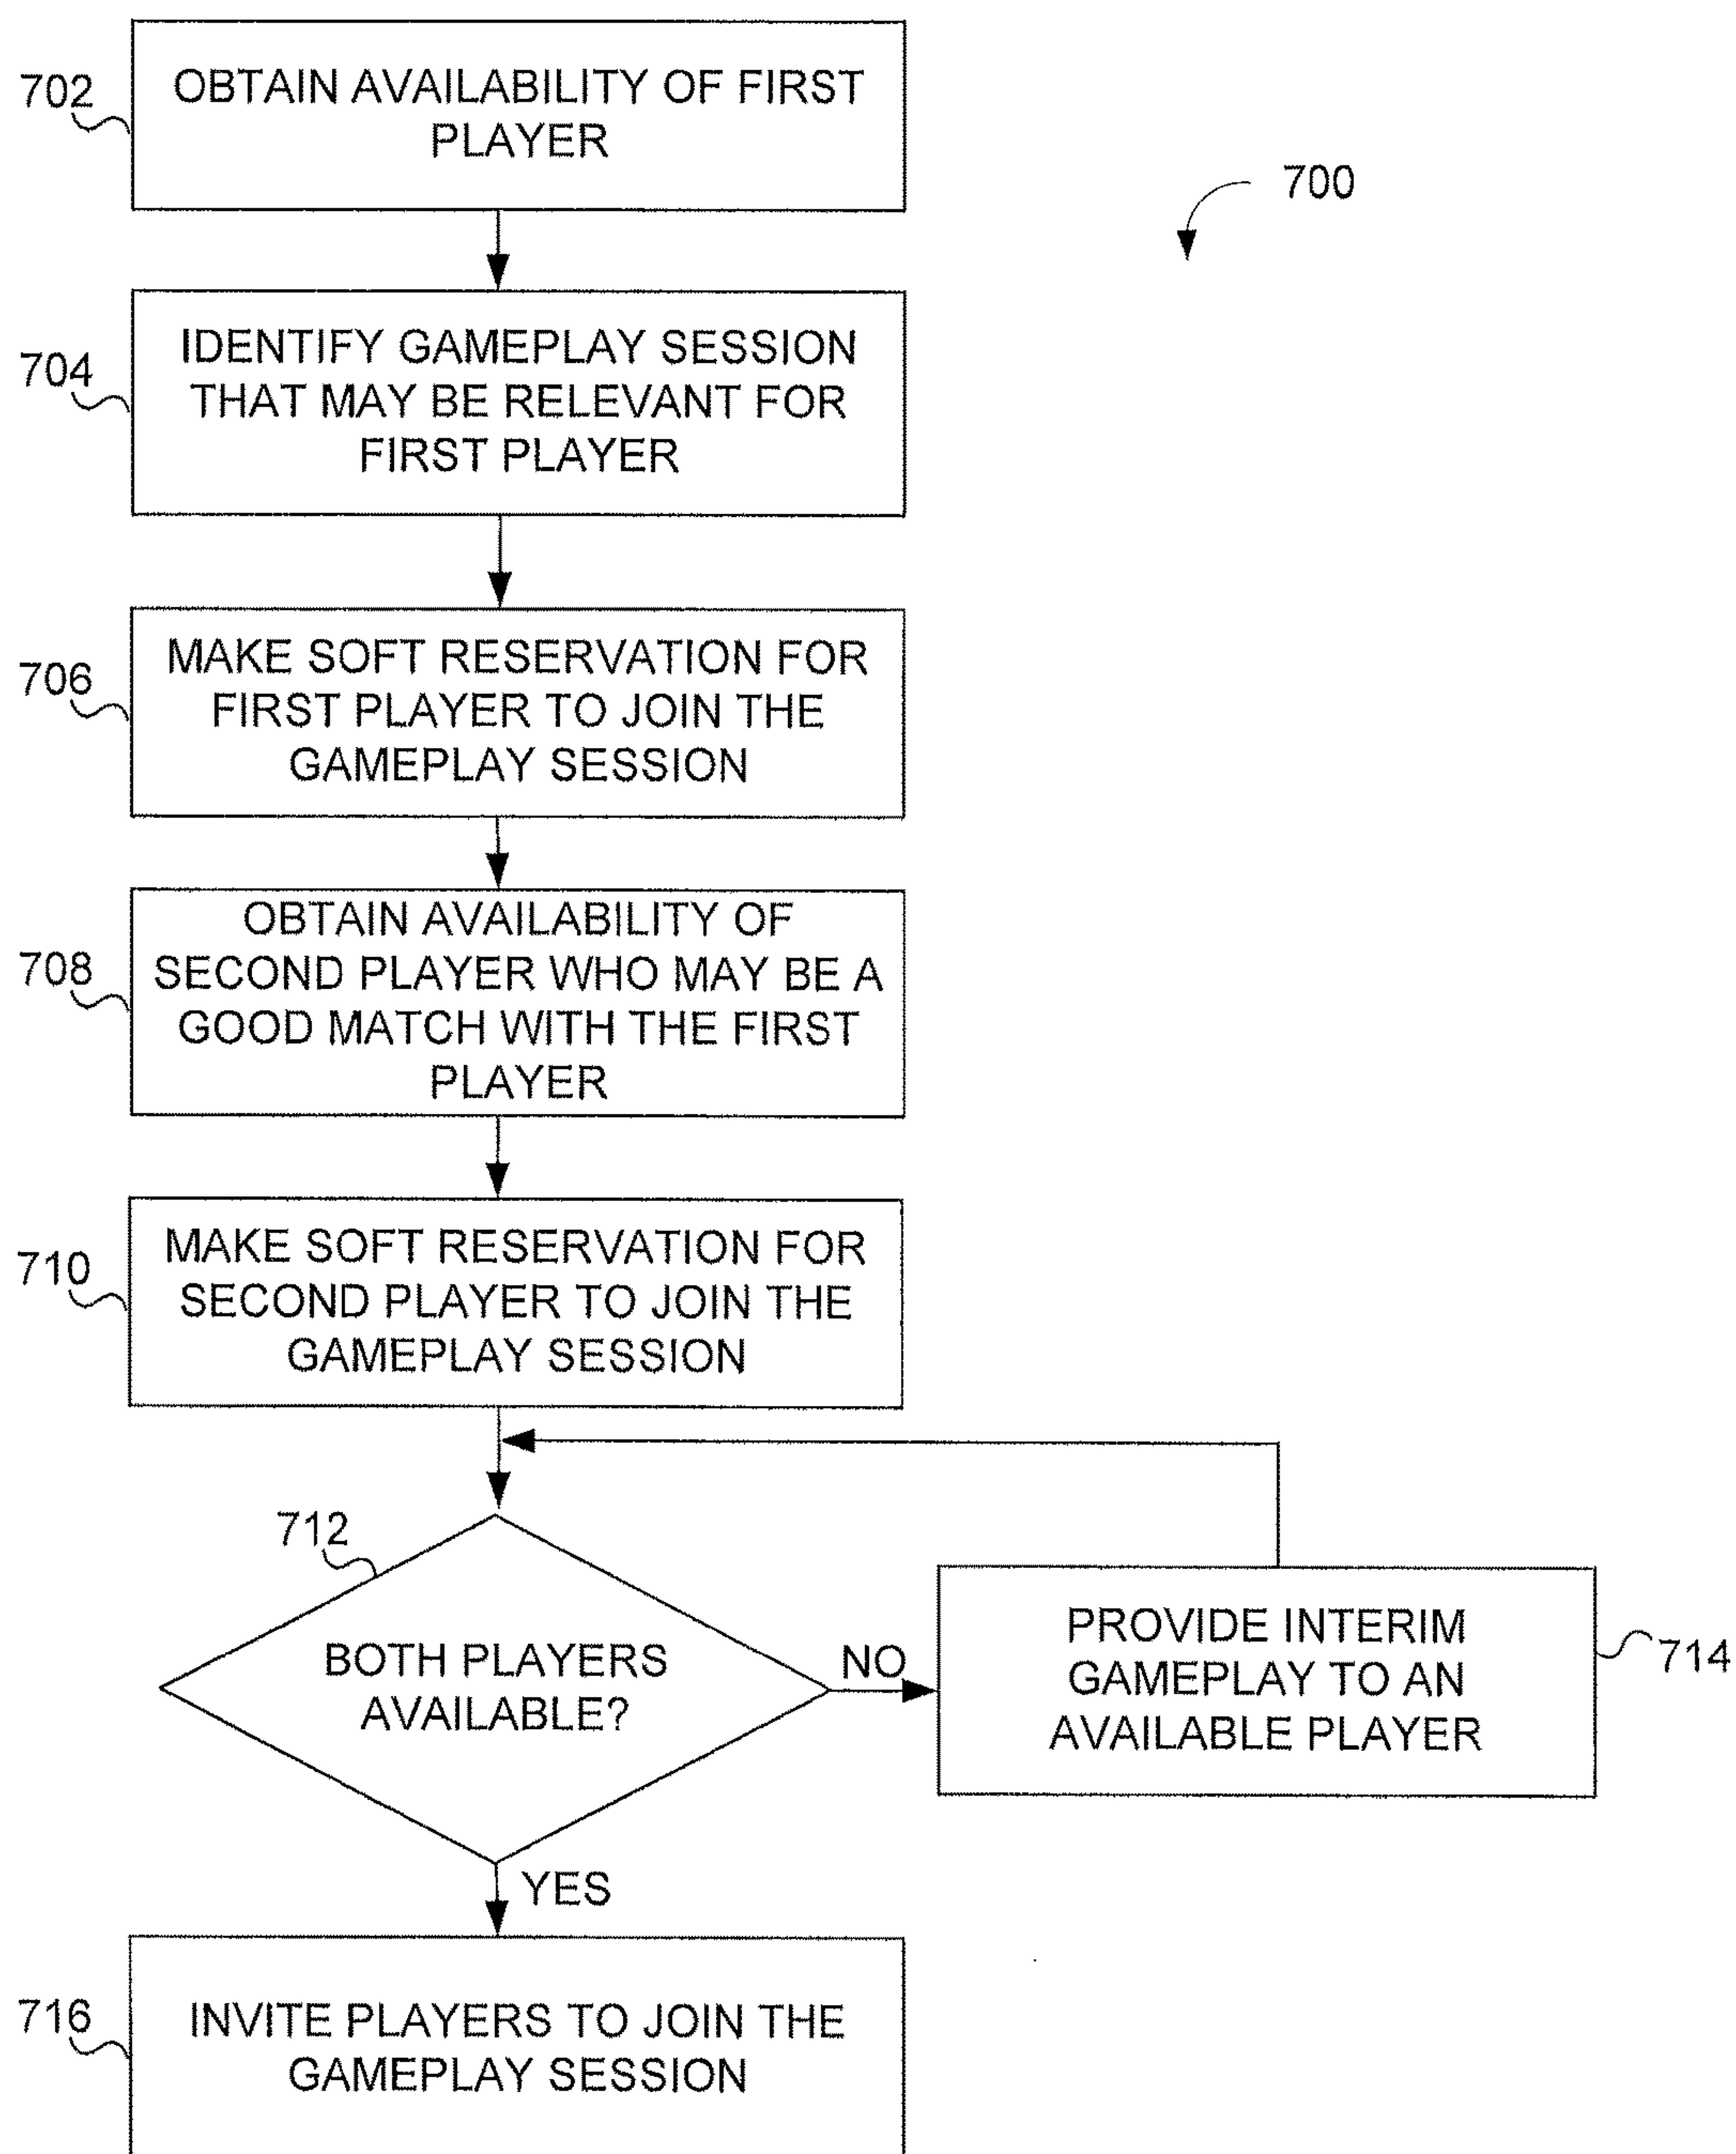 702
OBTAIN AVAILABILITY OF FIRST
PLAYER
700
704
IDENTIFY GAMEPLAY SESSION
THAT MAY BE RELEVANT FOR
FIRST PLAYER
706
MAKE SOFT RESERVATION FOR
FIRST PLAYER TO JOIN THE
GAMEPLAY SESSION
708
OBTAIN AVAILABILITY OF
SECOND PLAYER WHO MAY BE A
GOOD MATCH WITH THE FIRST
PLAYER
710
MAKE SOFT RESERVATION FOR
SECOND PLAYER TO JOIN THE
GAMEPLAY SESSION
712
BOTH PLAYERS
AVAILABLE?
NO
PROVIDE INTERIM
GAMEPLAY TO AN
AVAILABLE PLAYER
714
YES
716
INVITE PLAYERS TO JOIN THE
GAMEPLAY SESSION